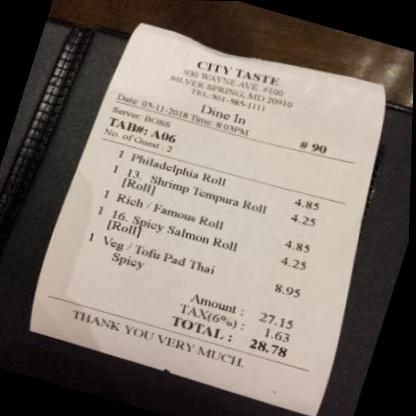 CITY TASTE
930 WAYNE AVE. #100
SILVER SPRING, MD 20910
TEL:301-585-1111
Dine In
Date: 05-11-2018 Time: 8:03PM
Server: BOSS
TAB#: A06 # 90
No. of Guest : 2
1 Philadelphia Roll 4.85
1 13. Shrimp Tempura Roll 4.25
[Roll]
1 Rich / Famous Roll 4.85
1 16. Spicy Salmon Roll 4.25
[Roll]
1 Veg / Tofu Pad Thai 8.95
Spicy
Amount : 27.15
TAX(6%) : 1.63
TOTAL : 28.78
THANK YOU VERY MUCH.